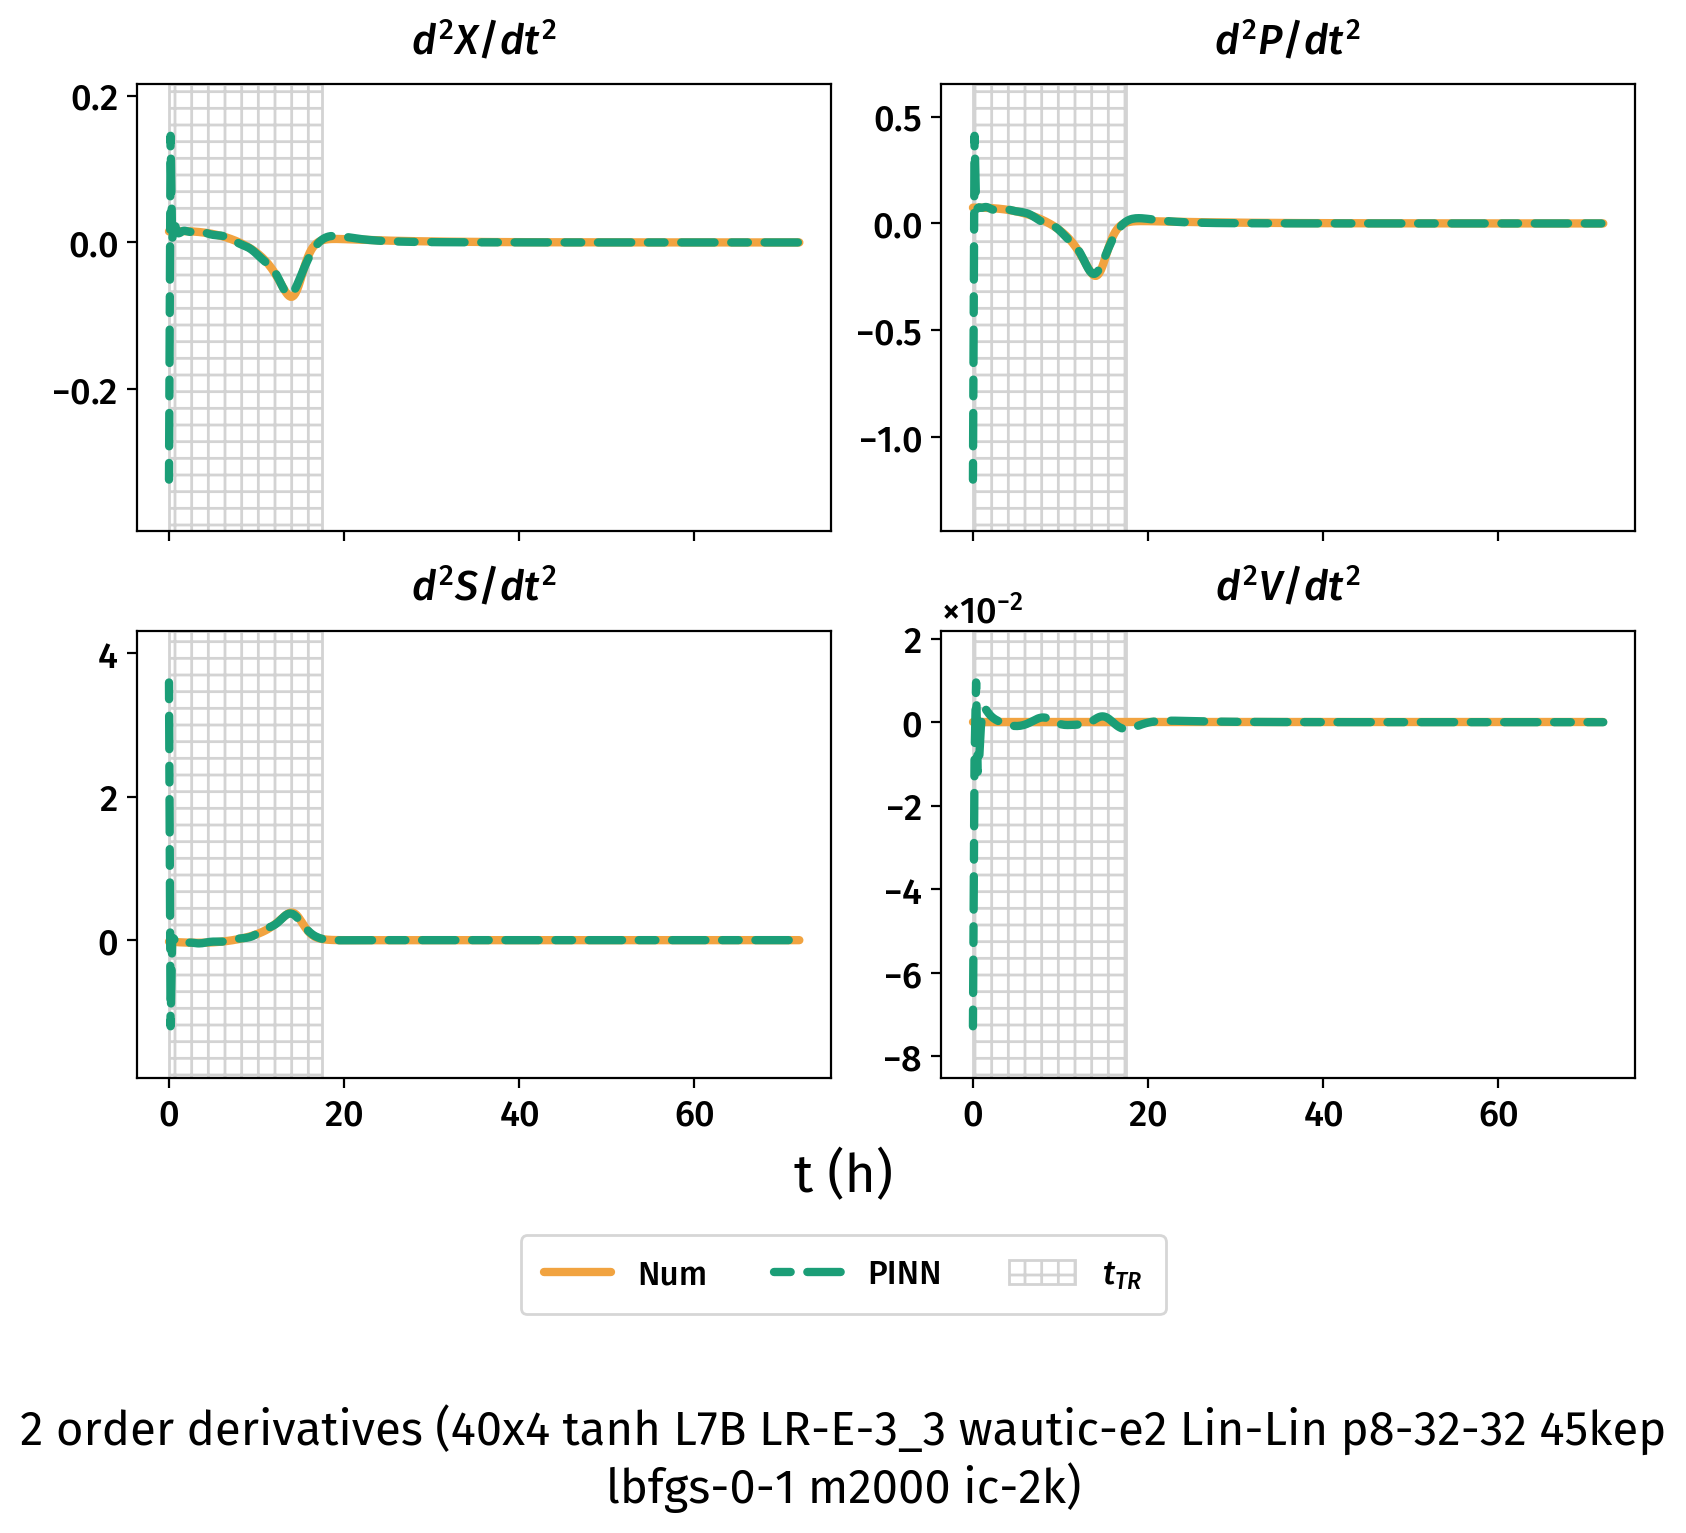 d²X/dt²
d²P/dt²
0.2
0.0
−0.2
0.5
0.0
−0.5
−1.0
d²S/dt²
d²V/dt²
×10⁻²
4
2
0
2
0
−2
−4
−6
−8
0 20 40 60
0 20 40 60
t (h)
Num PINN t_TR
2 order derivatives (40x4 tanh L7B LR-E-3_3 wautic-e2 Lin-Lin p8-32-32 45kep
lbfgs-0-1 m2000 ic-2k)